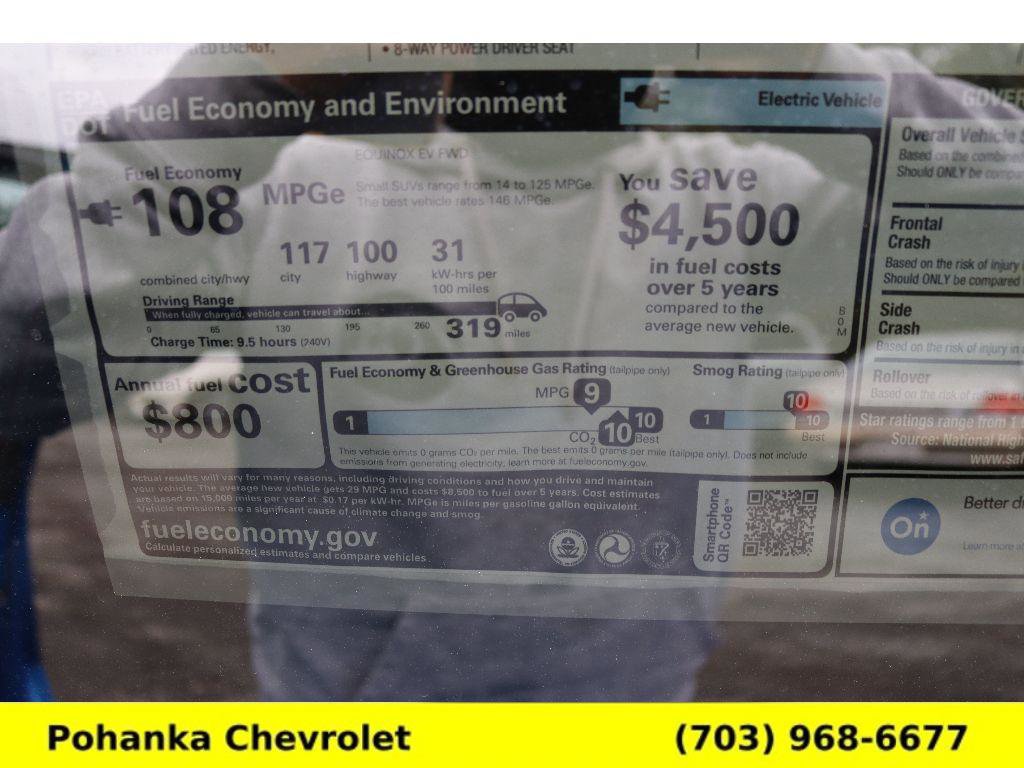 • 8-WAY POWER DRIVER SEAT
EPA
DOT
Fuel Economy and Environment
Electric Vehicle
EQUINOX EV FWD
Fuel Economy
108 MPGe
Small SUVs range from 14 to 125 MPGe.
The best vehicle rates 146 MPGe.
117 100 31
combined city/hwy city highway kW-hrs per
100 miles
Driving Range
When fully charged, vehicle can travel about...
0 65 130 195 260 319 miles
Charge Time: 9.5 hours (240V)
You save
$4,500
in fuel costs
over 5 years
compared to the
average new vehicle.
BOM
Annual fuel cost
$800
Fuel Economy & Greenhouse Gas Rating (tailpipe only)
MPG 9
1 10
CO₂ 10 Best
Smog Rating (tailpipe only)
10
1 10
Best
This vehicle emits 0 grams CO₂ per mile. The best emits 0 grams per mile (tailpipe only). Does not include
emissions from generating electricity; learn more at fueleconomy.gov.
Actual results will vary for many reasons, including driving conditions and how you drive and maintain
your vehicle. The average new vehicle gets 29 MPG and costs $8,500 to fuel over 5 years. Cost estimates
are based on 15,000 miles per year at $0.17 per kW-hr. MPGe is miles per gasoline gallon equivalent.
Vehicle emissions are a significant cause of climate change and smog.
fueleconomy.gov
Calculate personalized estimates and compare vehicles
Smartphone
QR Code™
Overall Vehicle
Based on the combined
Should ONLY be
Frontal
Crash
Based on the risk of injury
Should ONLY be compared
Side
Crash
Based on the risk of injury in
Rollover
Based on the risk of rollover in
Star ratings range from 1
Source: National
On
Better
Learn more
Pohanka Chevrolet (703) 968-6677